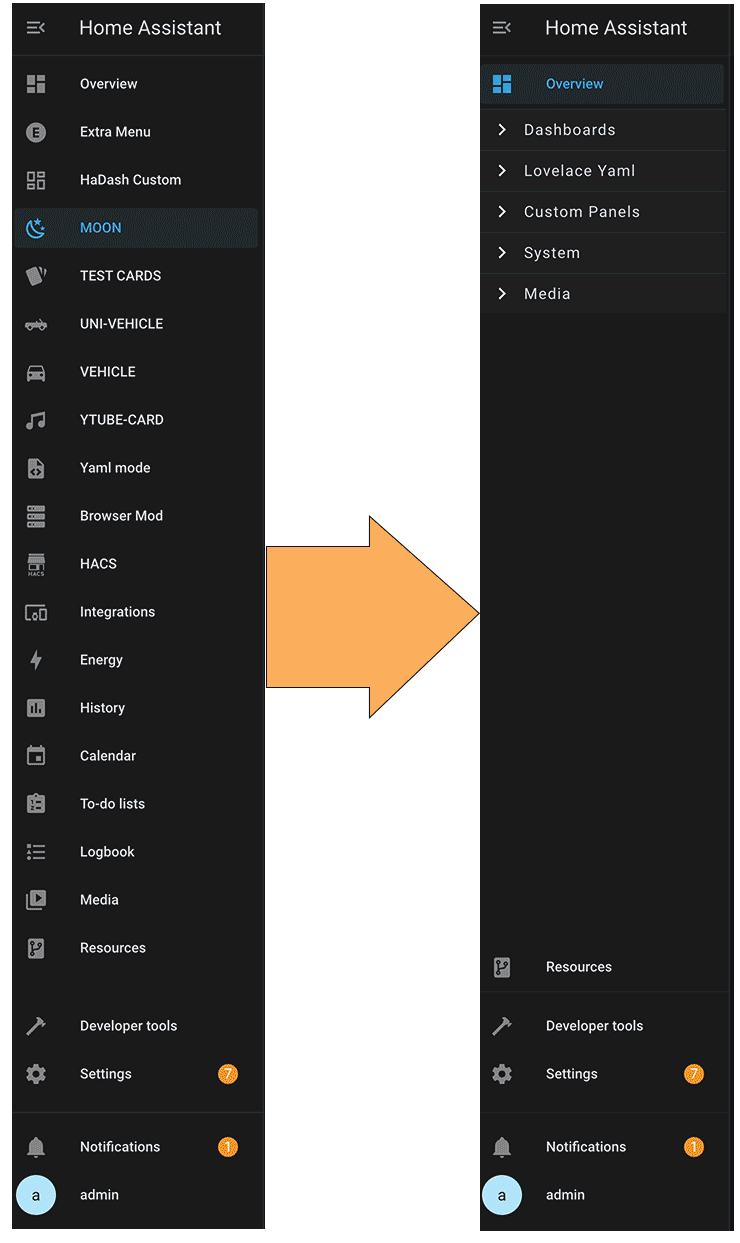 Home Assistant
Overview
E
Extra Menu
HaDash Custom
MOON
TEST CARDS
UNI-VEHICLE
VEHICLE
YTUBE-CARD
Yaml mode
Browser Mod
HACS
HACS
Integrations
Energy
History
Calendar
To-do lists
Logbook
Media
Resources
Developer tools
Settings
7
Notifications
1
a
admin
Home Assistant
Overview
Dashboards
Lovelace Yaml
Custom Panels
System
Media
Resources
Developer tools
Settings
7
Notifications
1
a
admin